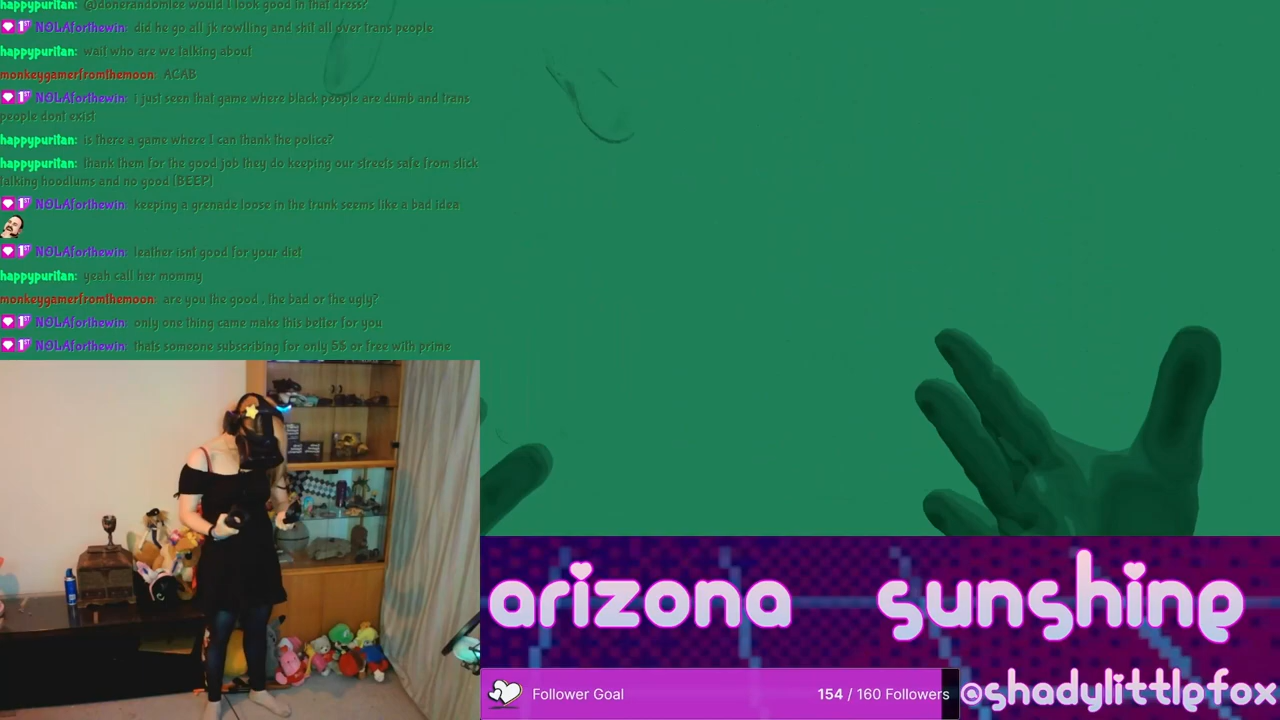 happypuritan: @donerandomlee would I look good in that dress?
1ST NOLAforthewin: did he go all jk rowlling and shit all over trans people
happypuritan: wait who are we talking about
monkeygamerfromthemoon: ACAB
1ST NOLAforthewin: i just seen that game where black people are dumb and trans
people dont exist
happypuritan: is there a game where I can thank the police?
happypuritan: thank them for the good job they do keeping our streets safe from slick
talking hoodlums and no good [BEEP]
1ST NOLAforthewin: keeping a grenade loose in the trunk seems like a bad idea
1ST NOLAforthewin: leather isnt good for your diet
happypuritan: yeah call her mommy
monkeygamerfromthemoon: are you the good , the bad or the ugly?
1ST NOLAforthewin: only one thing came make this better for you
1ST NOLAforthewin: thats someone subscribing for only 5$ or free with prime
arizona sunshine
Follower Goal 154 / 160 Followers
@shadylittlefox